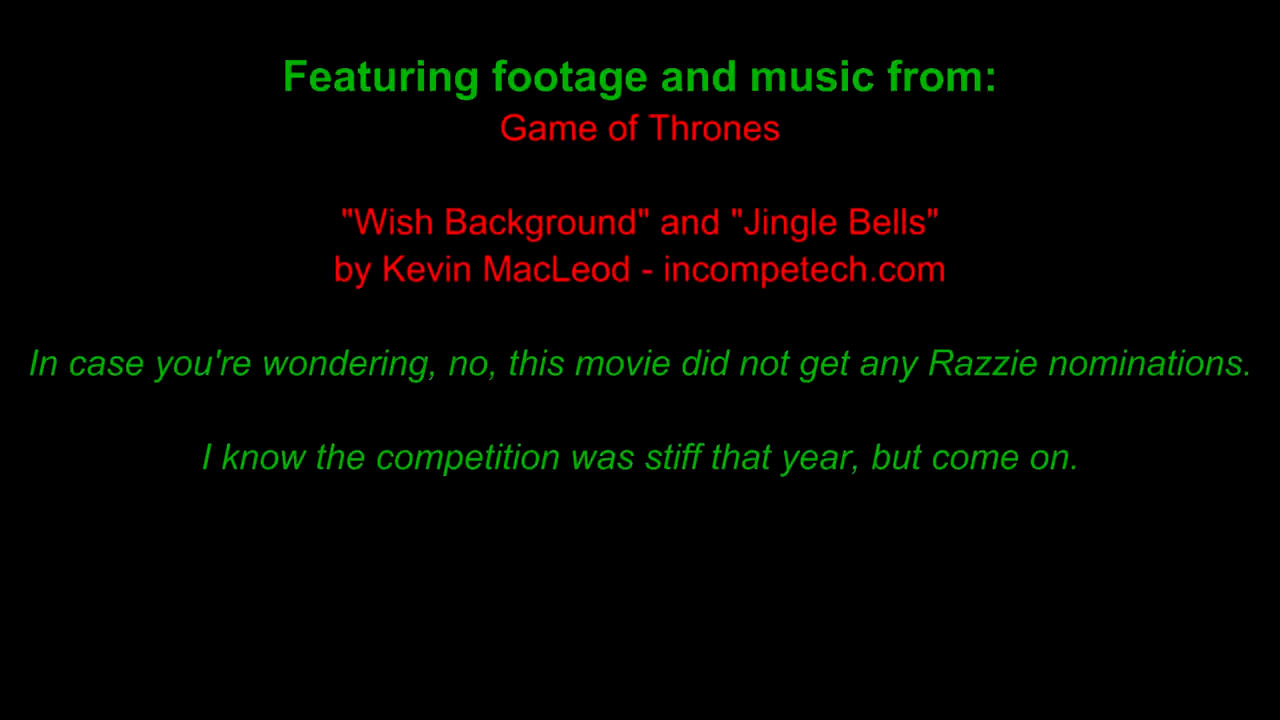 Featuring footage and music from:
Game of Thrones
"Wish Background" and "Jingle Bells"
by Kevin MacLeod - incompetech.com
In case you're wondering, no, this movie did not get any Razzie nominations.
I know the competition was stiff that year, but come on.